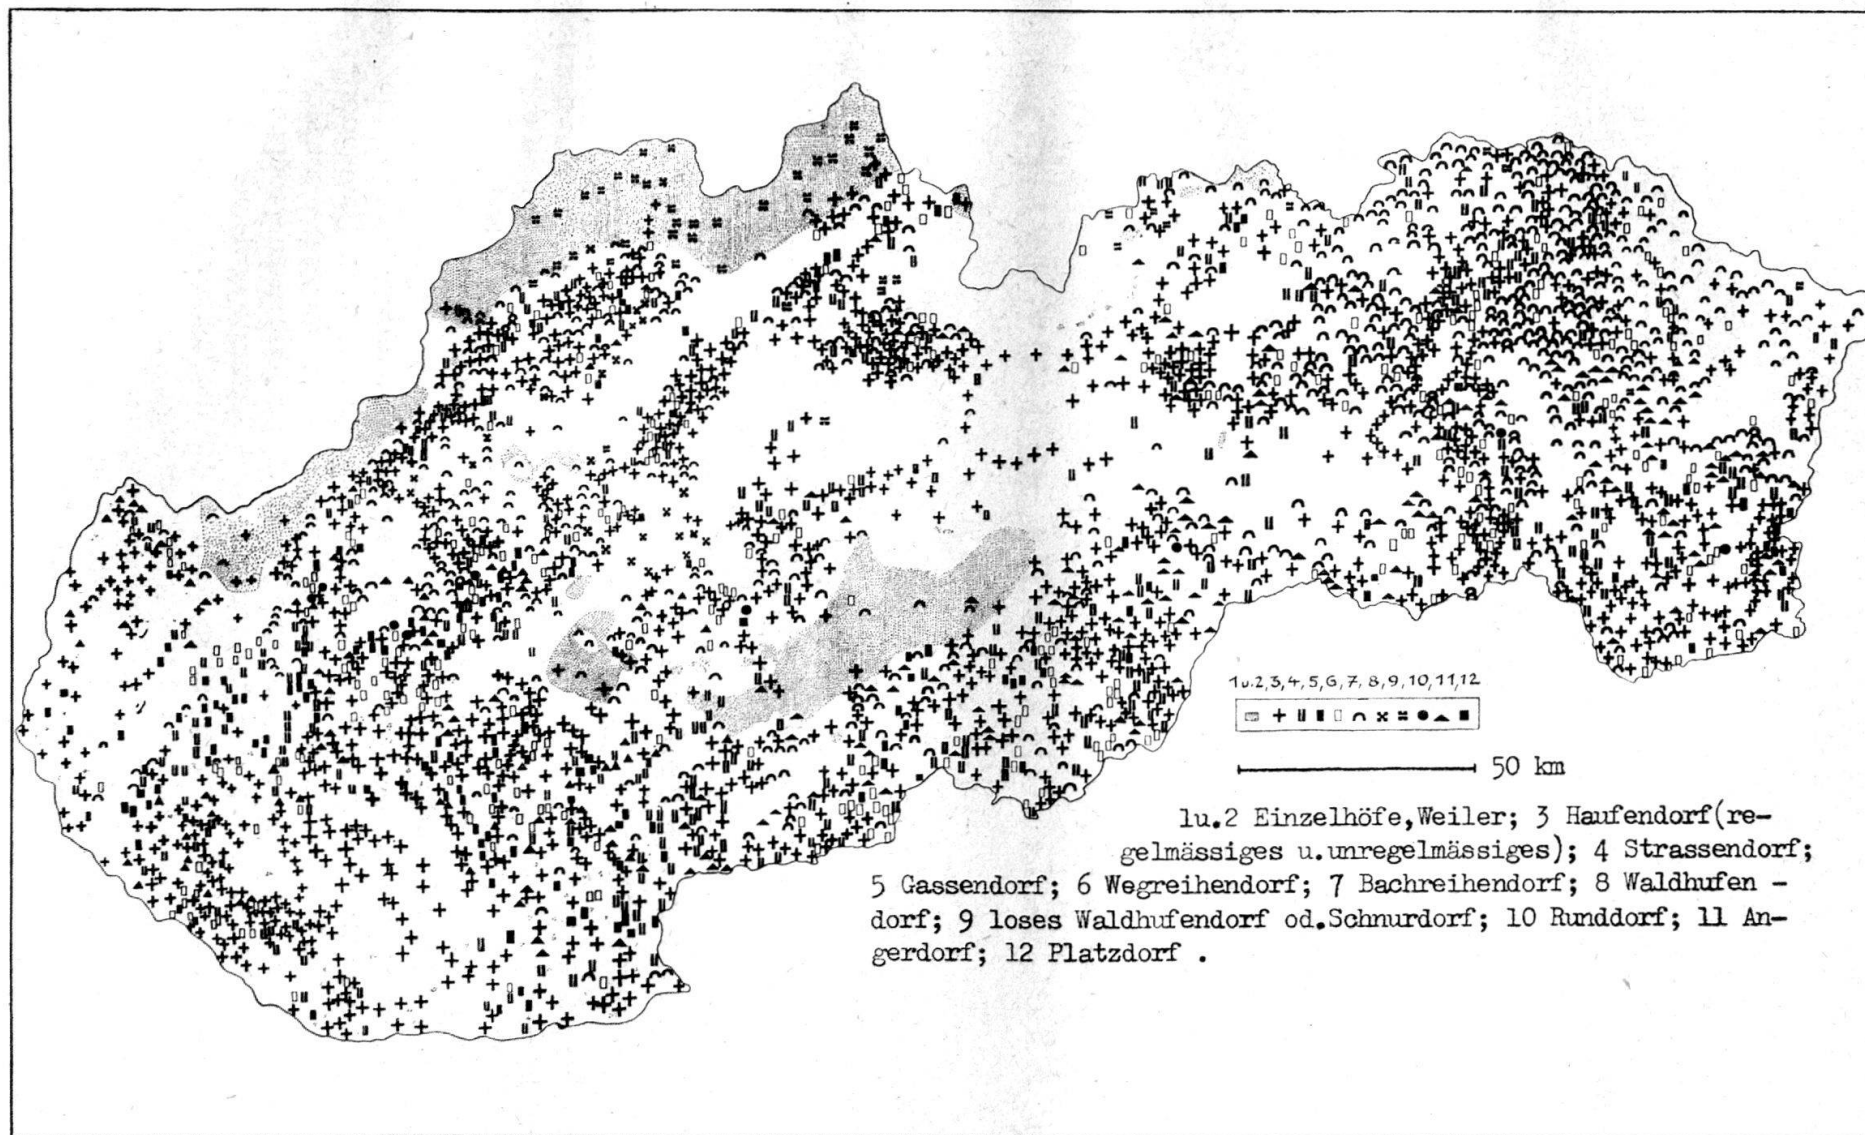 1u.2,3,4,5,6,7,8,9,10,11,12
50 km
1u.2 Einzelhöfe,Weiler; 3 Haufendorf(re-
gelmässiges u.unregelmässiges); 4 Strassendorf;
5 Gassendorf; 6 Wegreihendorf; 7 Bachreihendorf; 8 Waldhufen -
dorf; 9 loses Waldhufendorf od.Schnurdorf; 10 Runddorf; 11 An-
gerdorf; 12 Platzdorf .